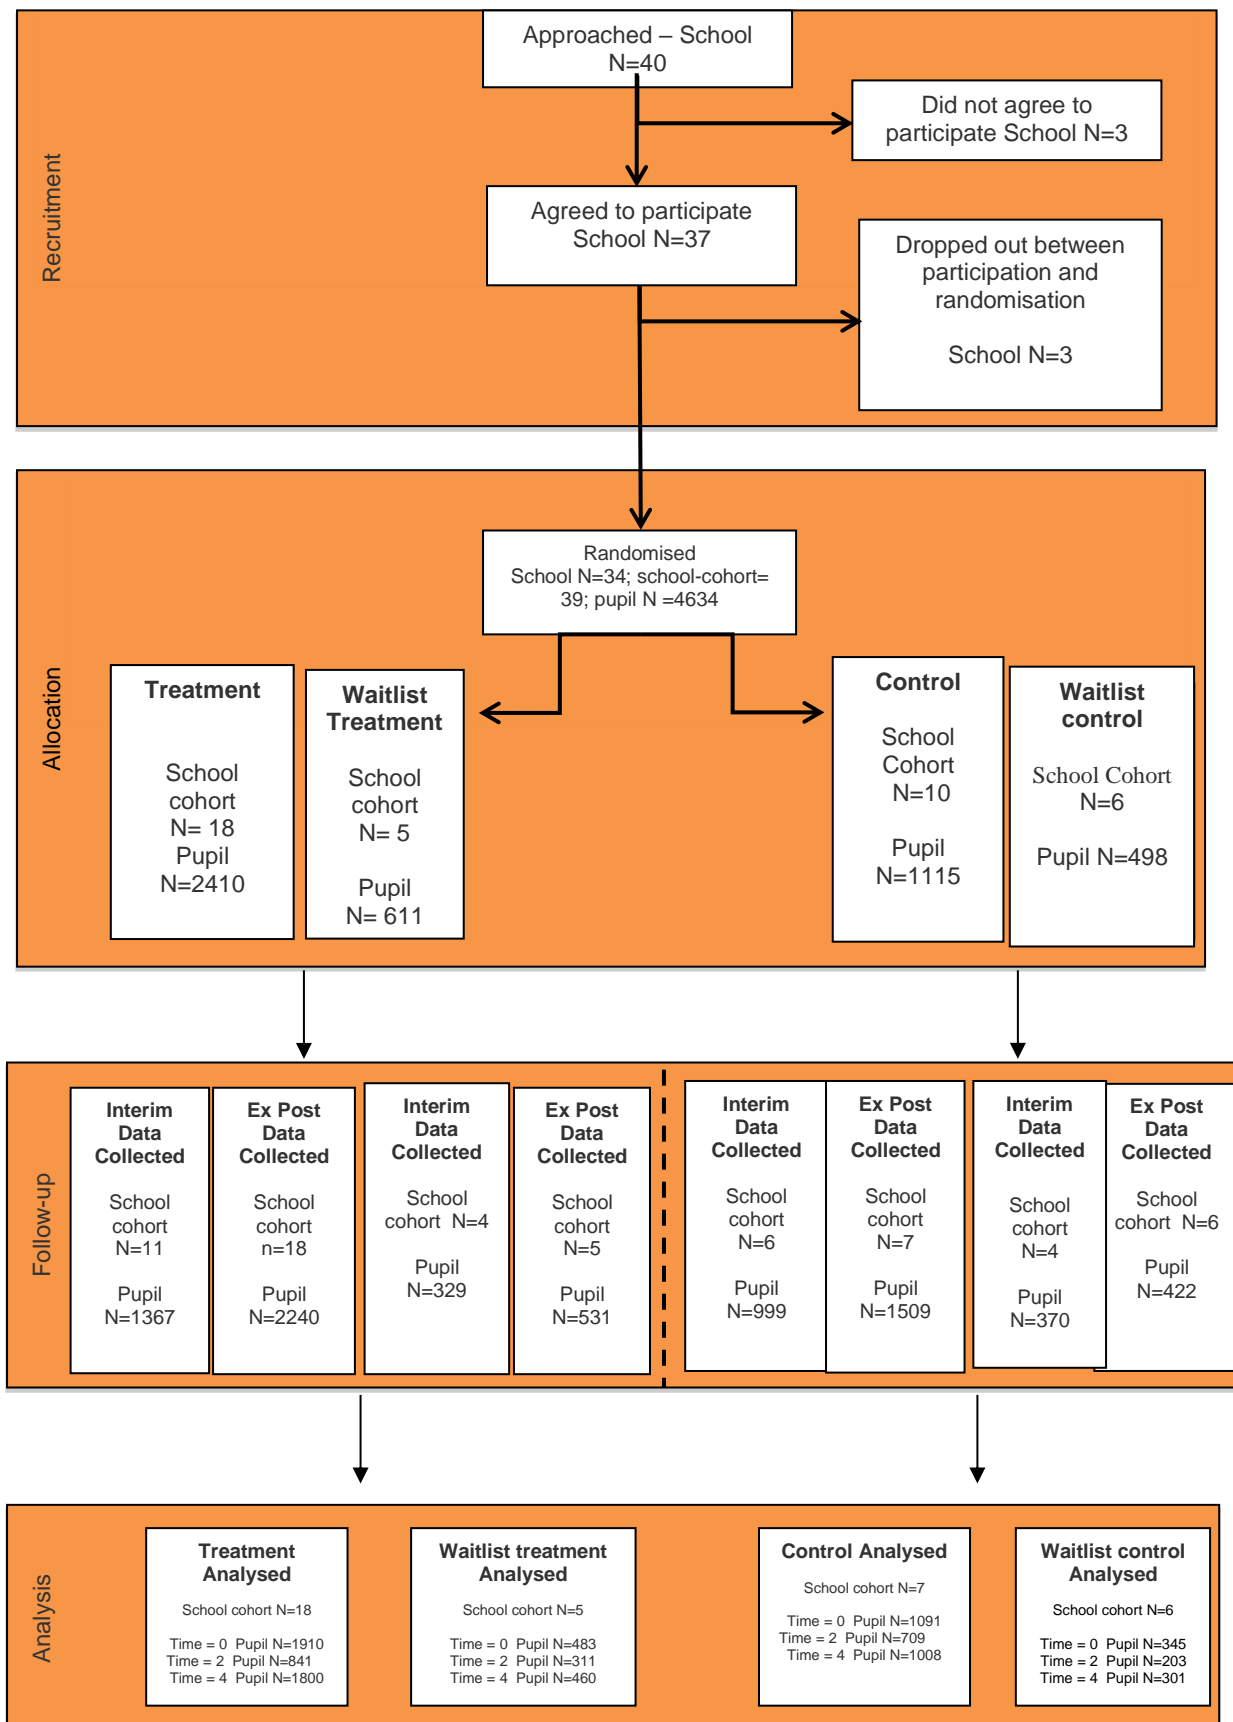 Recruitment
Approached – School
N=40
Did not agree to
participate School N=3
Agreed to participate
School N=37
Dropped out between
participation and
randomisation
School N=3
Allocation
Randomised
School N=34; school-cohort=
39; pupil N =4634
Treatment
School
cohort
N= 18
Pupil
N=2410
Waitlist
Treatment
School
cohort
N= 5
Pupil
N= 611
Control
School
Cohort
N=10
Pupil
N=1115
Waitlist
control
School Cohort
N=6
Pupil N=498
Follow-up
Interim
Data
Collected
School
cohort
N=11
Pupil
N=1367
Ex Post
Data
Collected
School
cohort
n=18
Pupil
N=2240
Interim
Data
Collected
School
cohort N=4
Pupil
N=329
Ex Post
Data
Collected
School
cohort
N=5
Pupil
N=531
Interim
Data
Collected
School
cohort
N=6
Pupil
N=999
Ex Post
Data
Collected
School
cohort
N=7
Pupil
N=1509
Interim
Data
Collected
School
cohort
N=4
Pupil
N=370
Ex Post
Data
Collected
School
cohort N=6
Pupil
N=422
Analysis
Treatment
Analysed
School cohort N=18
Time = 0 Pupil N=1910
Time = 2 Pupil N=841
Time = 4 Pupil N=1800
Waitlist treatment
Analysed
School cohort N=5
Time = 0 Pupil N=483
Time = 2 Pupil N=311
Time = 4 Pupil N=460
Control Analysed
School cohort N=7
Time = 0 Pupil N=1091
Time = 2 Pupil N=709
Time = 4 Pupil N=1008
Waitlist control
Analysed
School cohort N=6
Time = 0 Pupil N=345
Time = 2 Pupil N=203
Time = 4 Pupil N=301